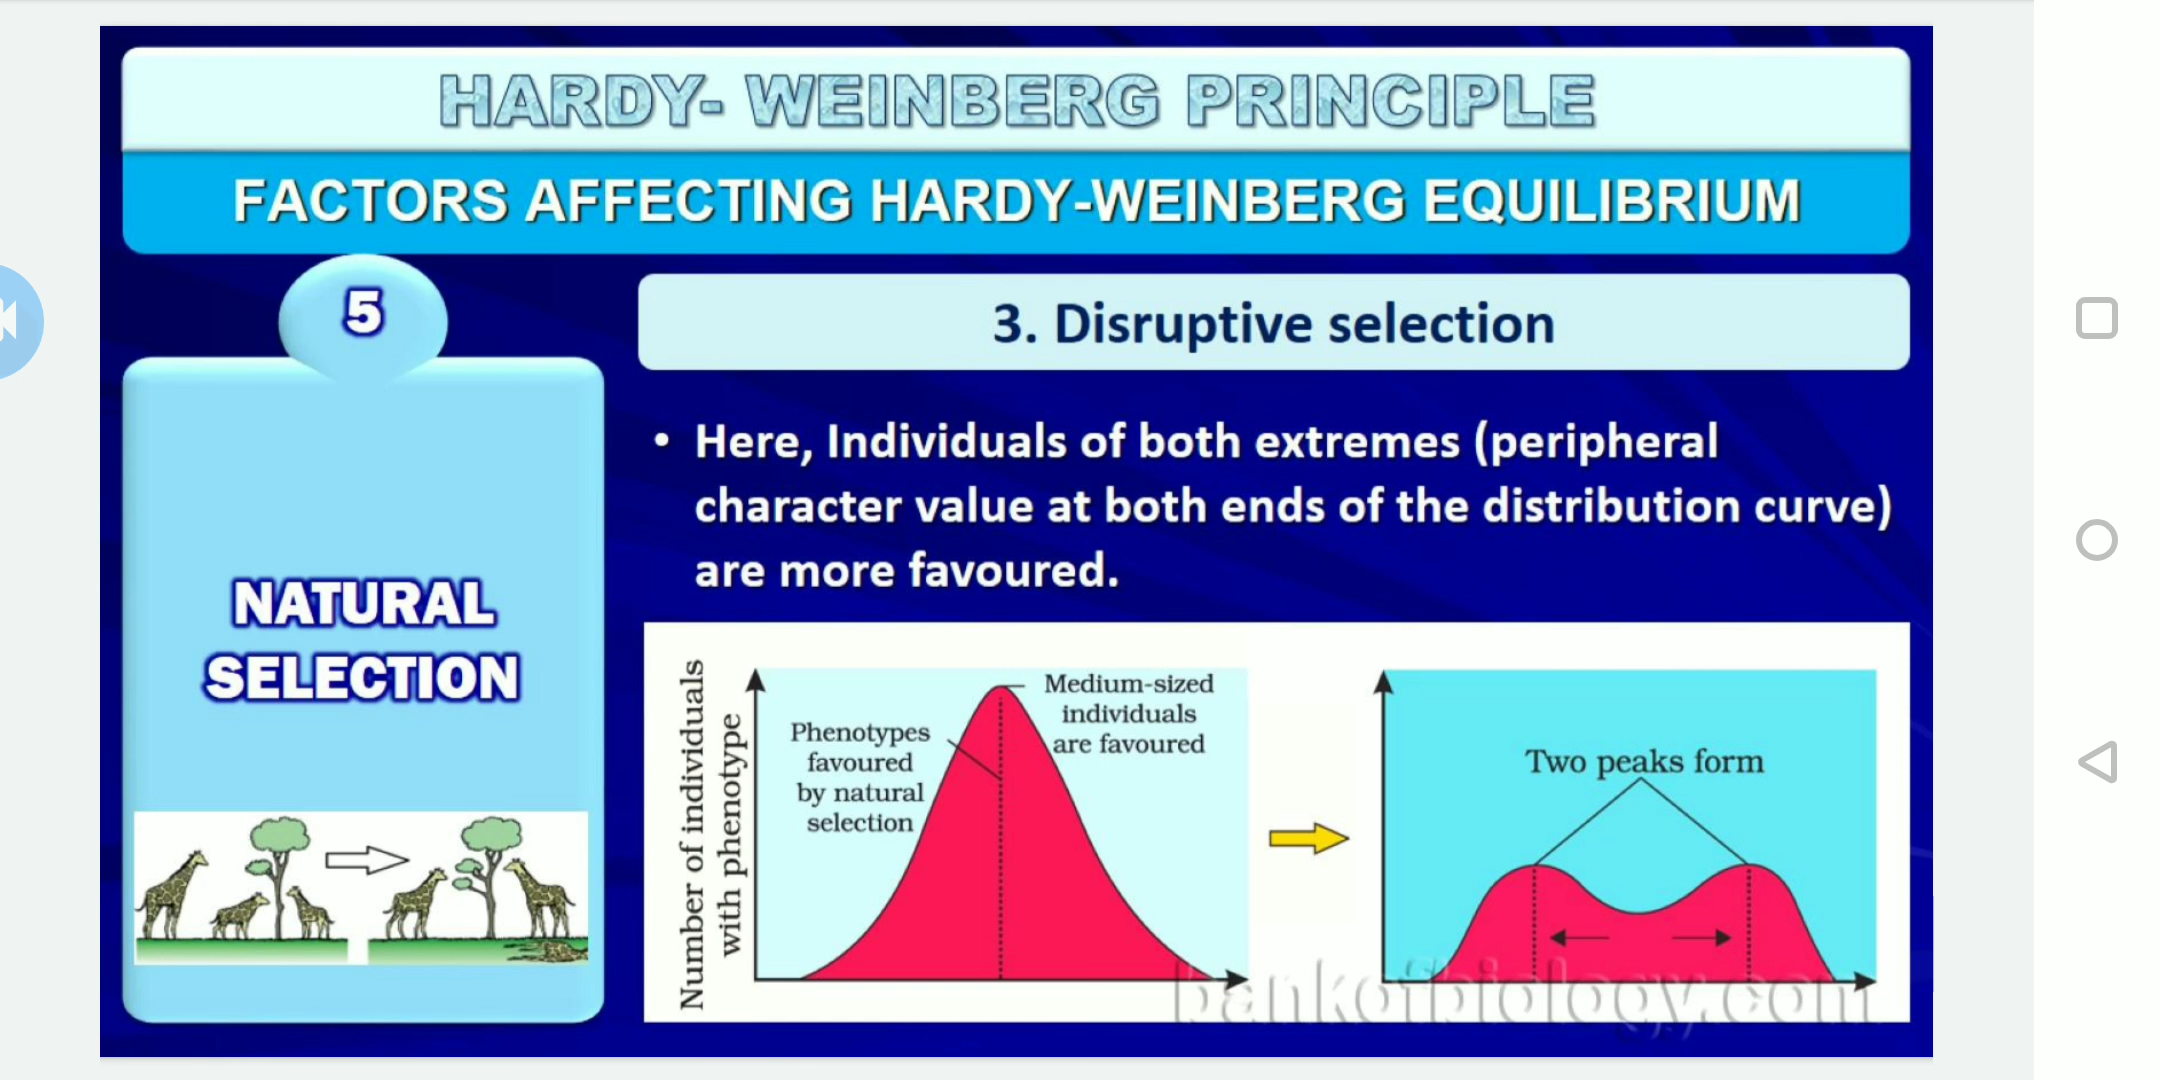 HARDY- WEINBERG PRINCIPLE
FACTORS AFFECTING HARDY-WEINBERG EQUILIBRIUM
5
NATURAL
SELECTION
3. Disruptive selection
• Here, Individuals of both extremes (peripheral
character value at both ends of the distribution curve)
are more favoured.
Number of individuals
with phenotype
Phenotypes
favoured
by natural
selection
Medium-sized
individuals
are favoured
Two peaks form
bankofbiology.com